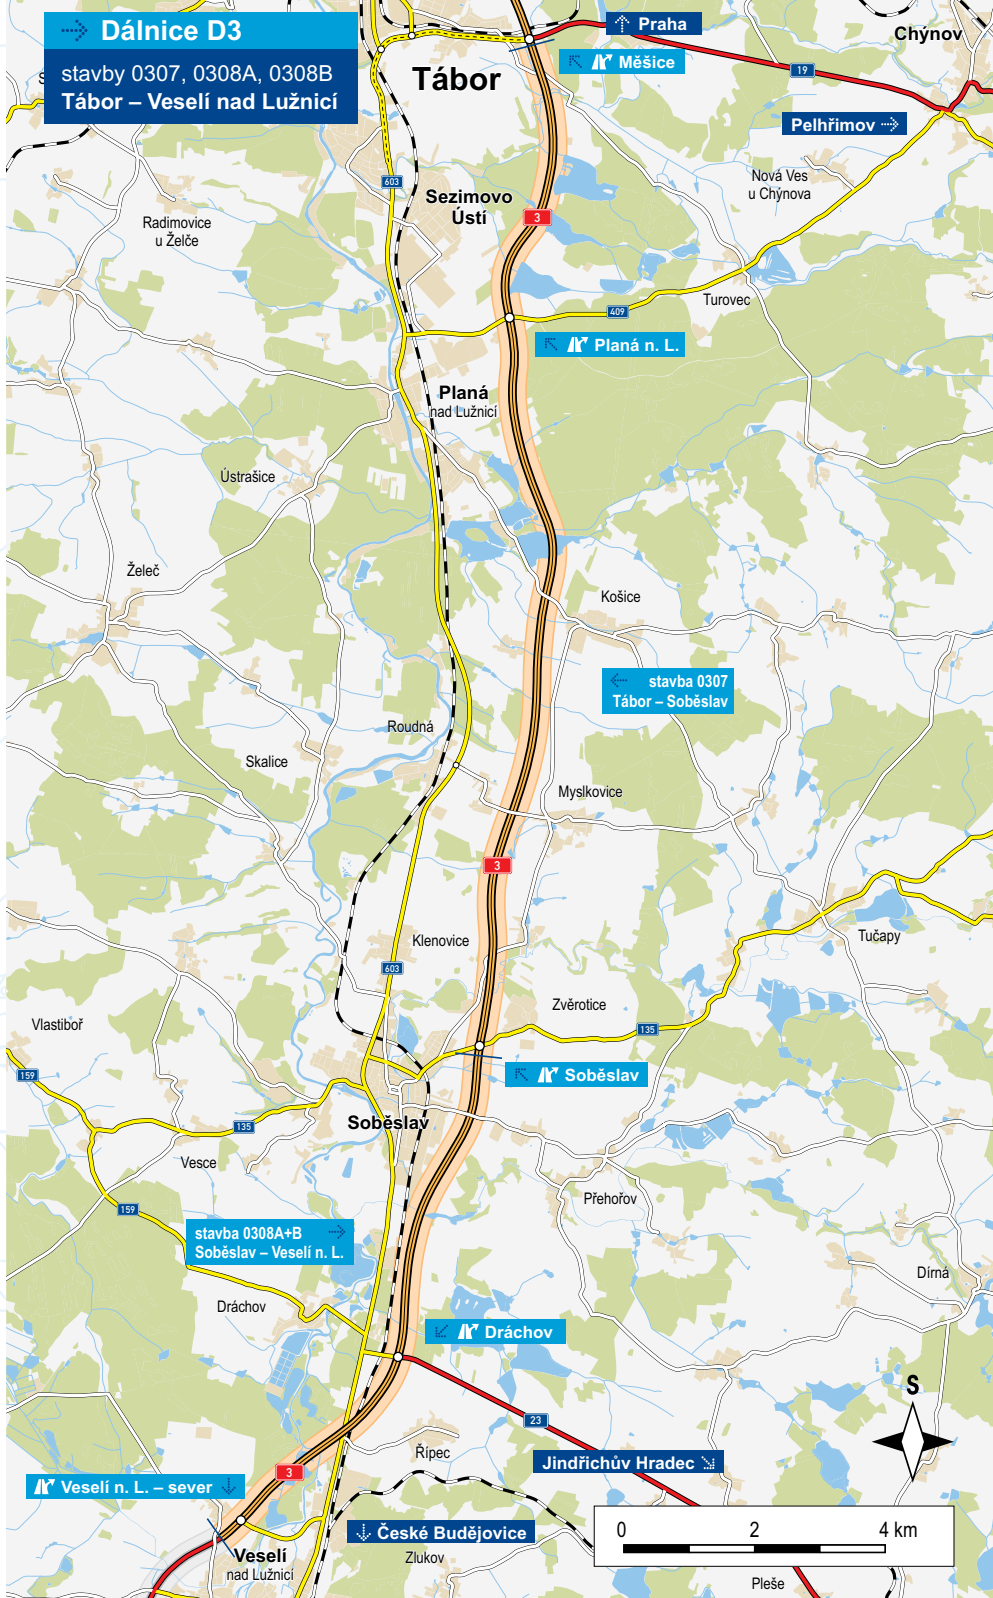 Dálnice D3
stavby 0307, 0308A, 0308B
Tábor – Veselí nad Lužnicí
Praha
Chýnov
Měšice
19
Tábor
Pelhřimov
603
Nová Ves
u Chýnova
Sezimovo
Ústí
3
Radimovice
u Želče
Turovec
409
Planá n. L.
Planá
nad Lužnicí
Ústrašice
Želeč
Košice
stavba 0307
Tábor – Soběslav
Roudná
Skalice
Myslkovice
3
Klenovice
Tučapy
603
Zvěrotice
Vlastiboř
135
159
Soběslav
135
Soběslav
Vesce
Přehořov
159
stavba 0308A+B
Soběslav – Veselí n. L.
Dírná
Dráchov
Dráchov
S
23
Řípec
Jindřichův Hradec
3
Veselí n. L. – sever
0 2 4 km
České Budějovice
Veselí
nad Lužnicí
Zlukov
Pleše